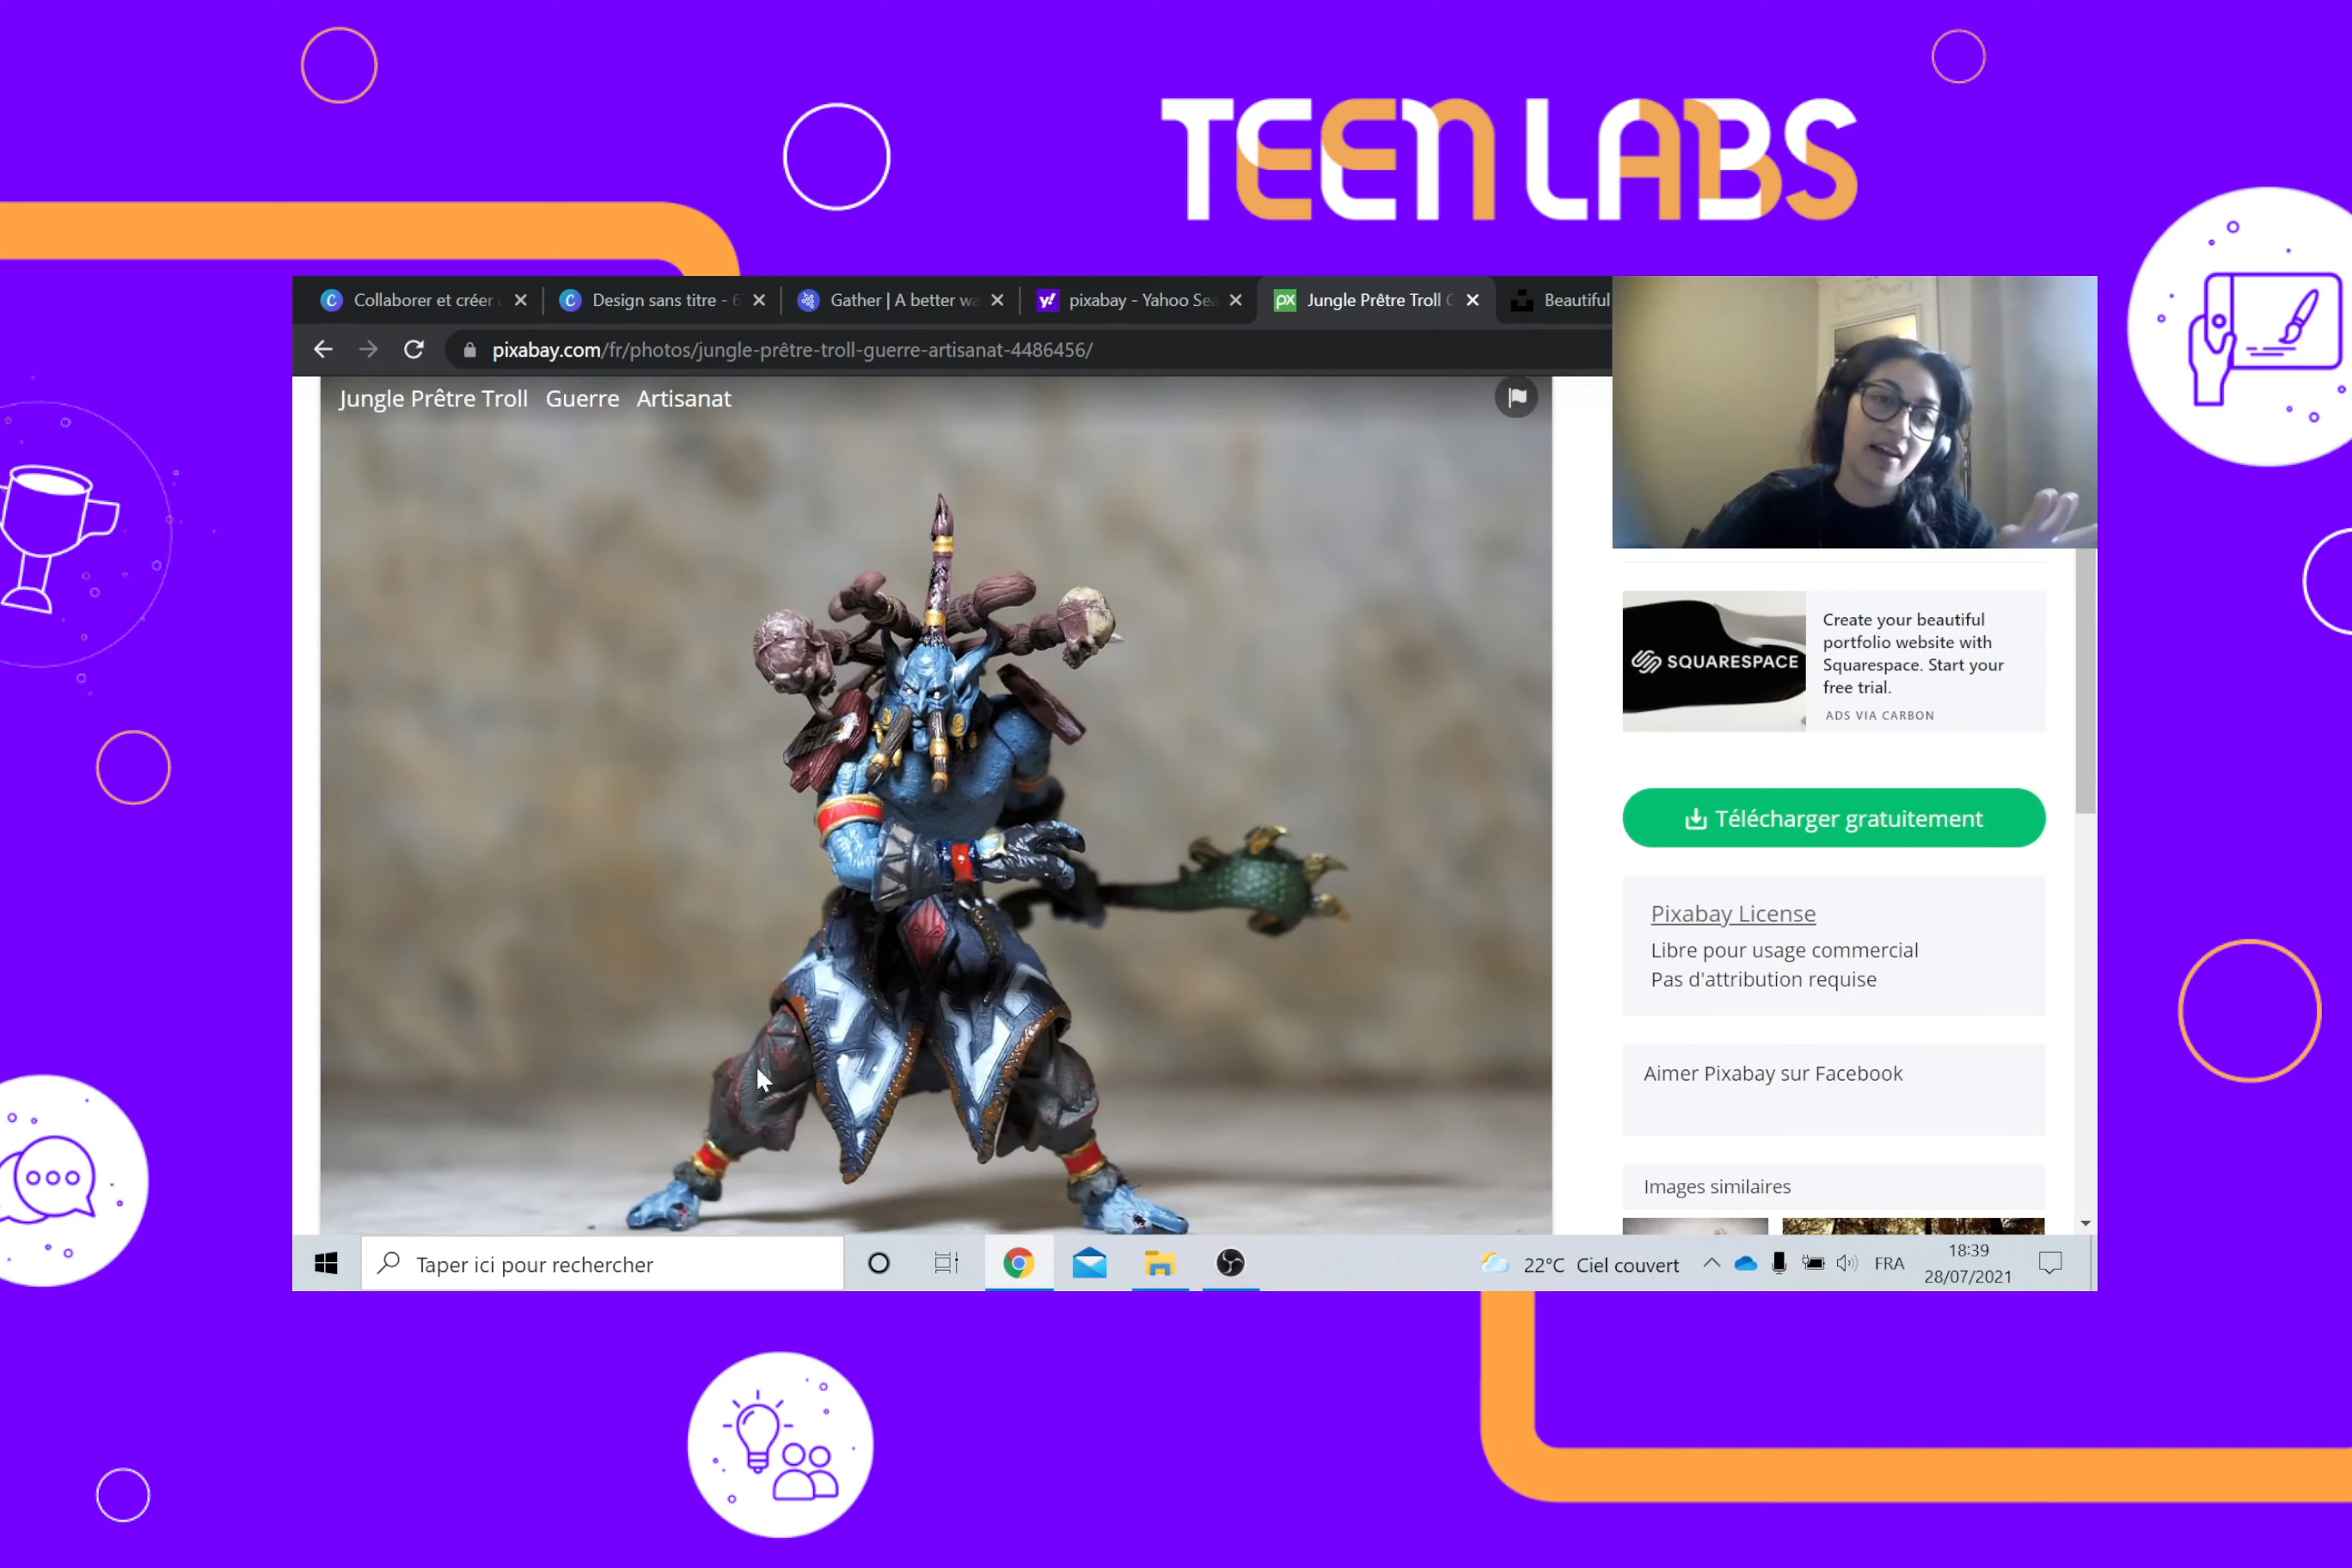 TEEN LABS
Collaborer et créer
Design sans titre - 6
Gather | A better wa
pixabay - Yahoo Sea
Jungle Prêtre Troll G
Beautiful
pixabay.com/fr/photos/jungle-prêtre-troll-guerre-artisanat-4486456/
Jungle Prêtre Troll Guerre Artisanat
SQUARESPACE
Create your beautiful
portfolio website with
Squarespace. Start your
free trial.
ADS VIA CARBON
Télécharger gratuitement
Pixabay License
Libre pour usage commercial
Pas d'attribution requise
Aimer Pixabay sur Facebook
Images similaires
Taper ici pour rechercher
22°C Ciel couvert
FRA
18:39
28/07/2021